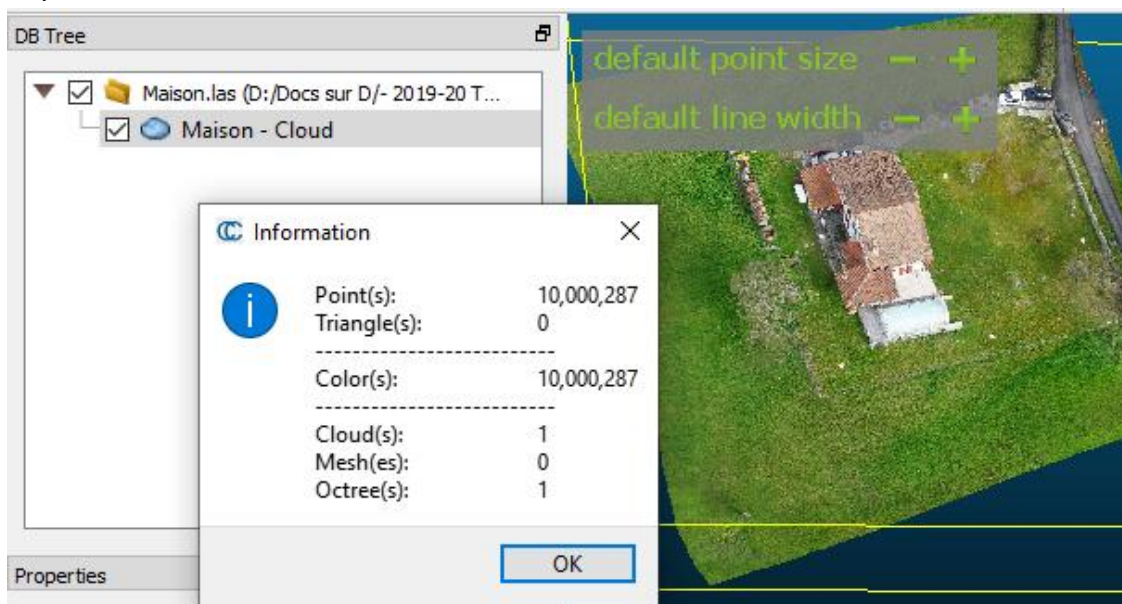 DB Tree
Maison.las (D:/Docs sur D/- 2019-20 T...
Maison - Cloud
default point size - +
default line width - +
Information
Point(s): 10,000,287
Triangle(s): 0
-------------------------
Color(s): 10,000,287
-------------------------
Cloud(s): 1
Mesh(es): 0
Octree(s): 1
OK
Properties